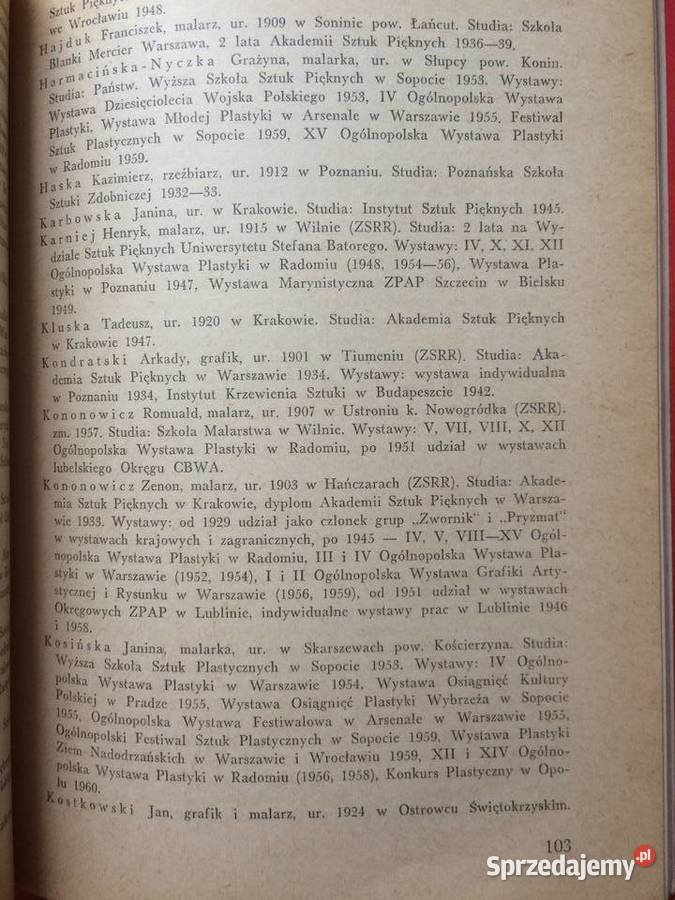 Sztuk
we Wrocławiu 1948.
Hajduk Franciszek, malarz, ur. 1909 w Soninie pow. Łańcut. Studia: Szkoła
Blanki Mercier Warszawa, 2 lata Akademii Sztuk Pięknych 1936—39.
Harmacińska-Nyczka Grażyna, malarka, ur. w Słupcy pow. Konin.
Studia: Państw. Wyższa Szkoła Sztuk Pięknych w Sopocie 1953. Wystawy:
Wystawa Dziesięciolecia Wojska Polskiego 1953, IV Ogólnopolska Wystawa
Plastyki, Wystawa Młodej Plastyki w Arsenale w Warszawie 1955. Festiwal
Sztuk Plastycznych w Sopocie 1959, XV Ogólnopolska Wystawa Plastyki
w Radomiu 1959.
Haska Kazimierz, rzeźbiarz, ur. 1912 w Poznaniu. Studia: Poznańska Szkoła
Sztuki Zdobniczej 1932—33.
Karbowska Janina, ur. w Krakowie. Studia: Instytut Sztuk Pięknych 1945.
Karniej Henryk, malarz, ur. 1915 w Wilnie (ZSRR). Studia: 2 lata na Wy-
dziale Sztuk Pięknych Uniwersytetu Stefana Batorego. Wystawy: IV, X, XI, XII
Ogólnopolska Wystawa Plastyki w Radomiu (1948, 1954—56), Wystawa Pla-
styki w Poznaniu 1947, Wystawa Marynistyczna ZPAP Szczecin w Bielsku
1949.
Kluska Tadeusz, ur. 1920 w Krakowie. Studia: Akademia Sztuk Pięknych
w Krakowie 1947.
Kondratski Arkady, grafik, ur. 1901 w Tiumeniu (ZSRR). Studia: Aka-
demia Sztuk Pięknych w Warszawie 1934. Wystawy: wystawa indywidualna
w Poznaniu 1934, Instytut Krzewienia Sztuki w Budapeszcie 1942.
Kononowicz Romuald, malarz, ur. 1907 w Ustroniu k. Nowogródka (ZSRR).
zm. 1957. Studia: Szkoła Malarstwa w Wilnie. Wystawy: V, VII, VIII, X, XII
Ogólnopolska Wystawa Plastyki w Radomiu, po 1951 udział w wystawach
lubelskiego Okręgu CBWA.
Kononowicz Zenon, malarz, ur. 1903 w Hańczarach (ZSRR). Studia: Akade-
mia Sztuk Pięknych w Krakowie, dyplom Akademii Sztuk Pięknych w Warsza-
wie 1933. Wystawy: od 1929 udział jako członek grup „Zwornik" i „Pryzmat"
w wystawach krajowych i zagranicznych, po 1945 — IV, V, VIII—XV Ogól-
nopolska Wystawa Plastyki w Radomiu, III i IV Ogólnopolska Wystawa Pla-
styki w Warszawie (1952, 1954), I i II Ogólnopolska Wystawa Grafiki Arty-
stycznej i Rysunku w Warszawie (1956, 1959), od 1951 udział w wystawach
Okręgowych ZPAP w Lublinie, indywidualne wystawy prac w Lublinie 1946
i 1958.
Kosińska Janina, malarka, ur. w Skarszewach pow. Kościerzyna. Studia:
Wyższa Szkoła Sztuk Plastycznych w Sopocie 1953. Wystawy: IV Ogólno-
polska Wystawa Plastyki w Warszawie 1954, Wystawa Osiągnięć Kultury
Polskiej w Pradze 1955, Wystawa Osiągnięć Plastyki Wybrzeża w Sopocie
1955, Ogólnopolska Wystawa Festiwalowa w Arsenale w Warszawie 1955,
Ogólnopolski Festiwal Sztuk Plastycznych w Sopocie 1959, Wystawa Plastyki
Ziem Nadodrzańskich w Warszawie i Wrocławiu 1959, XII i XIV Ogólno-
polska Wystawa Plastyki w Radomiu (1956, 1958), Konkurs Plastyczny w Opo-
lu 1960.
Kostkowski Jan, grafik i malarz, ur. 1924 w Ostrowcu Świętokrzyskim.
103
Sprzedajemy.pl